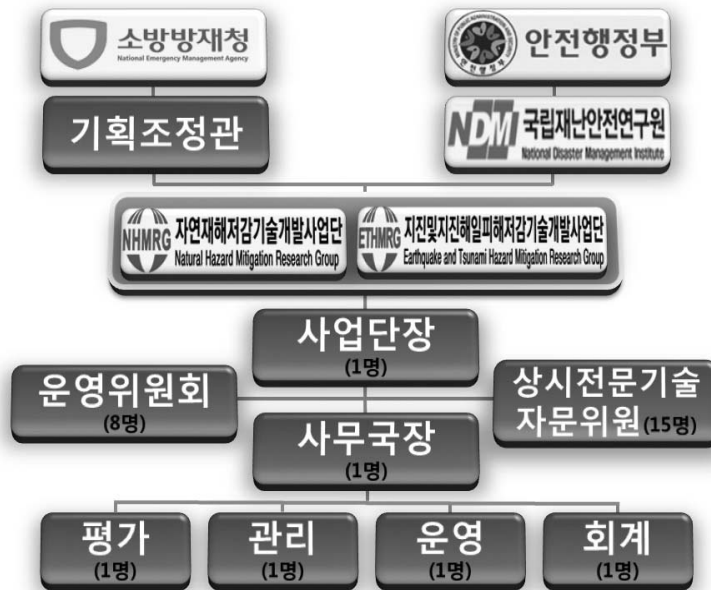 소방방재청
National Emergency Management Agency
안전행정부
기획조정관
NDMI 국립재난안전연구원
National Disaster Management Institute
NHMRG 자연재해저감기술개발사업단
Natural Hazard Mitigation Research Group
ETHMRG 지진및지진해일피해저감기술개발사업단
Earthquake and Tsunami Hazard Mitigation Research Group
사업단장
(1명)
운영위원회
(8명)
상시전문기술
자문위원(15명)
사무국장
(1명)
평가
(1명)
관리
(1명)
운영
(1명)
회계
(1명)